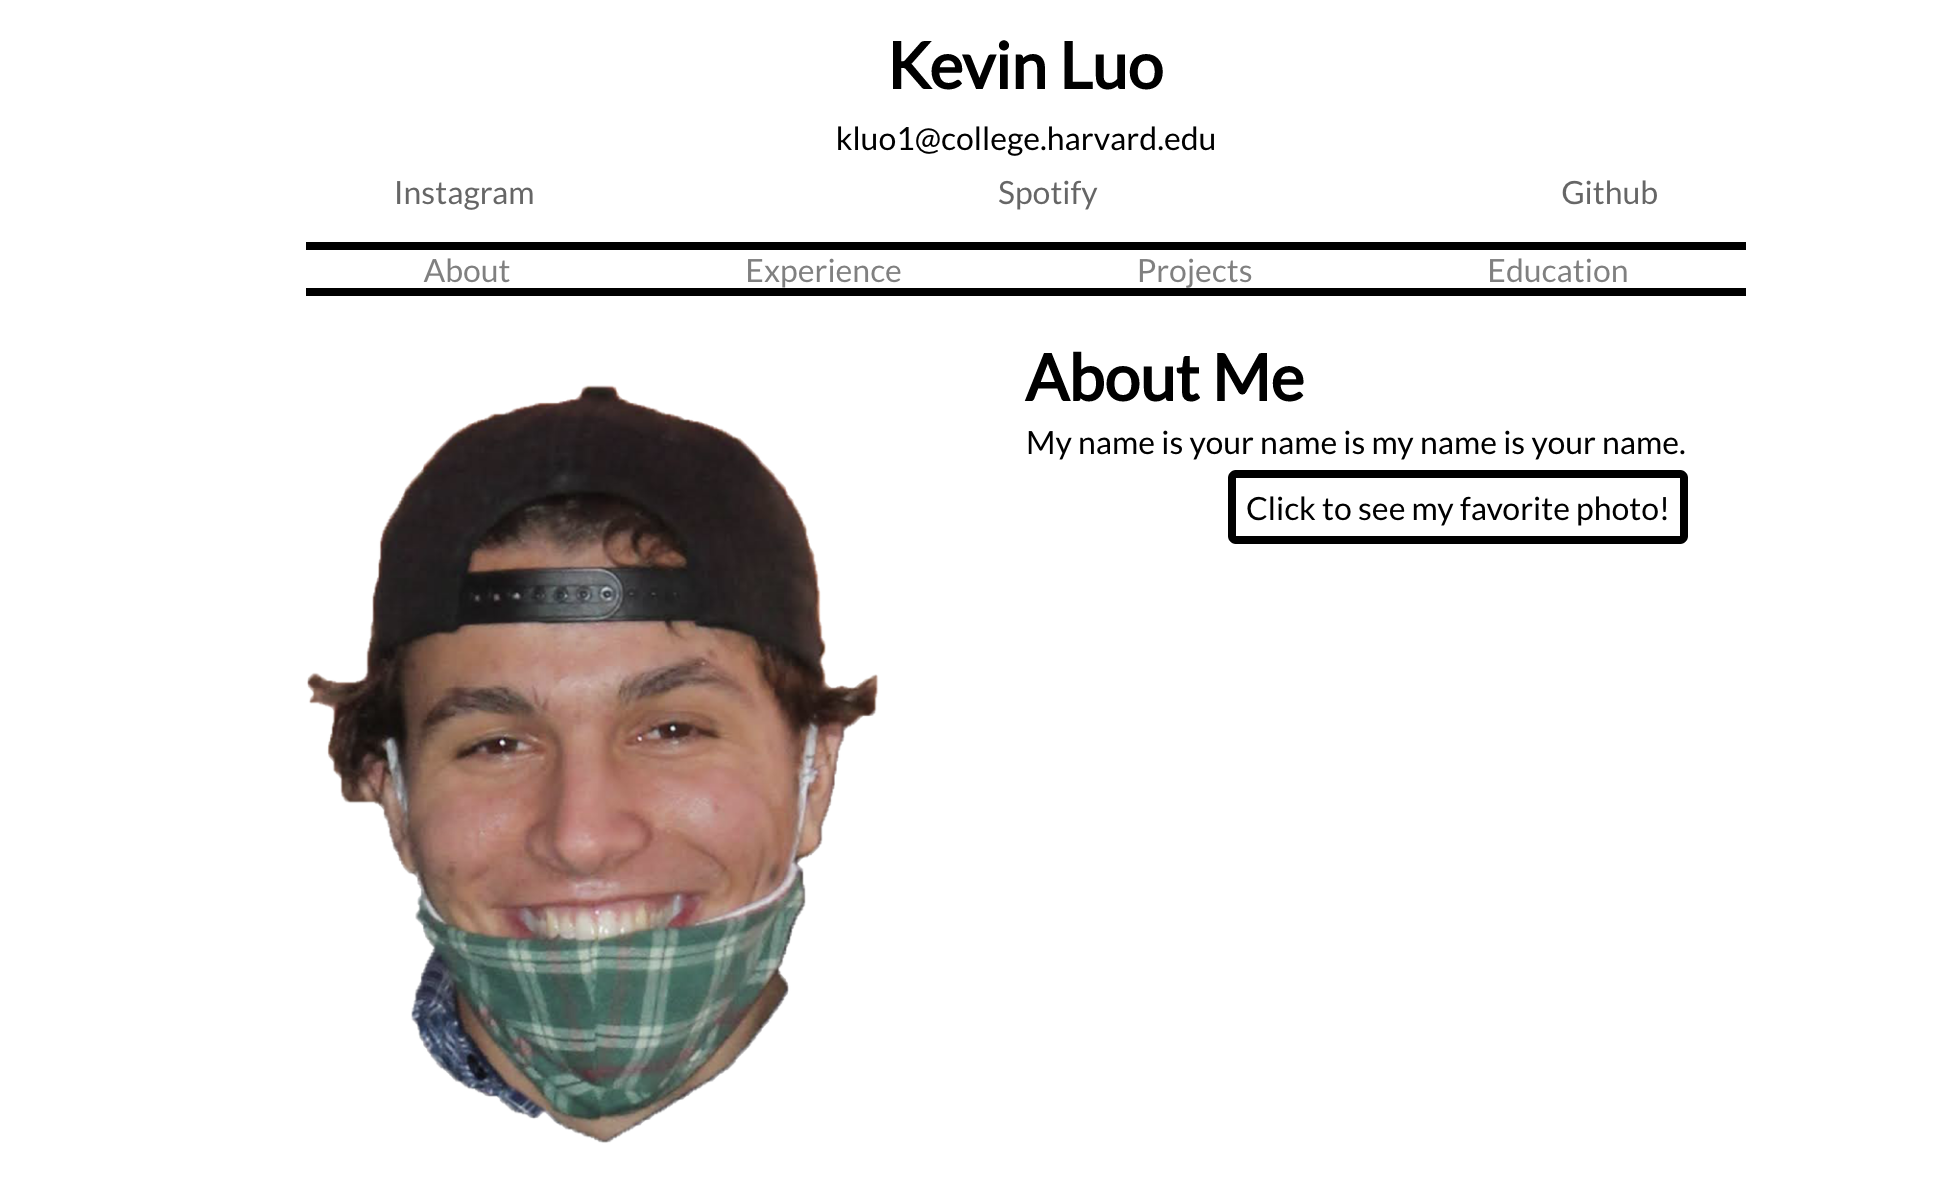 Kevin Luo
kluo1@college.harvard.edu
Instagram Spotify Github
About Experience Projects Education
About Me
My name is your name is my name is your name.
Click to see my favorite photo!